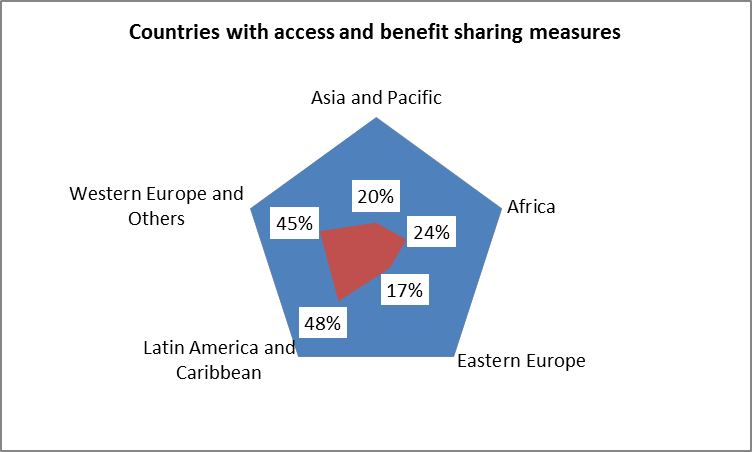 Countries with access and benefit sharing measures
Asia and Pacific
Western Europe and
Others
Africa
20%
45%
24%
17%
48%
Latin America and
Caribbean
Eastern Europe